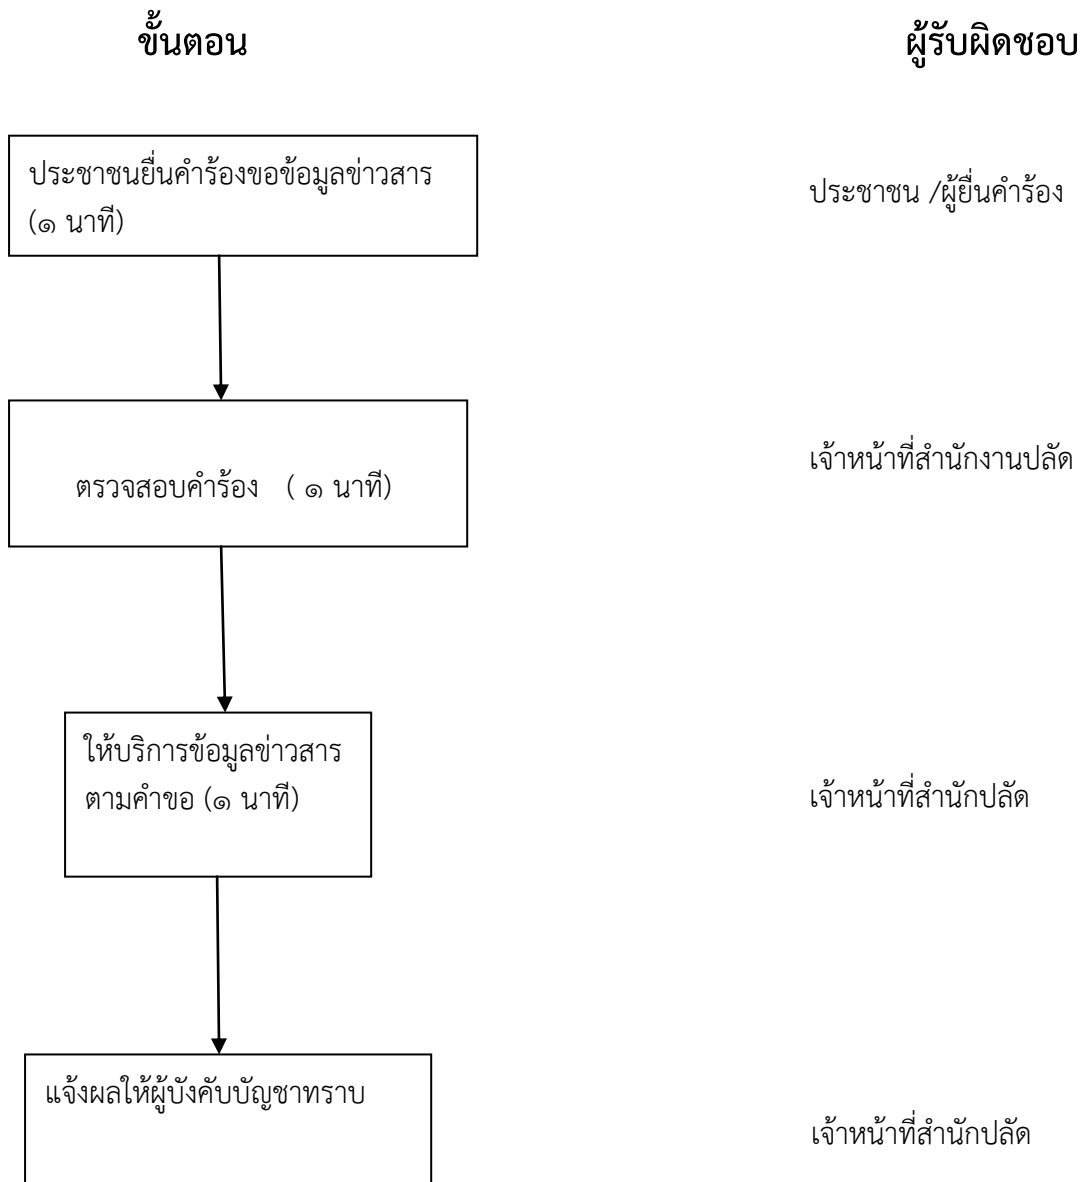 ขั้นตอน
ผู้รับผิดชอบ
ประชาชนยื่นคำร้องขอข้อมูลข่าวสาร
(๑ นาที)
ประชาชน /ผู้ยื่นคำร้อง
ตรวจสอบคำร้อง ( ๑ นาที)
เจ้าหน้าที่สำนักงานปลัด
ให้บริการข้อมูลข่าวสาร
ตามคำขอ (๑ นาที)
เจ้าหน้าที่สำนักปลัด
แจ้งผลให้ผู้บังคับบัญชาทราบ
เจ้าหน้าที่สำนักปลัด